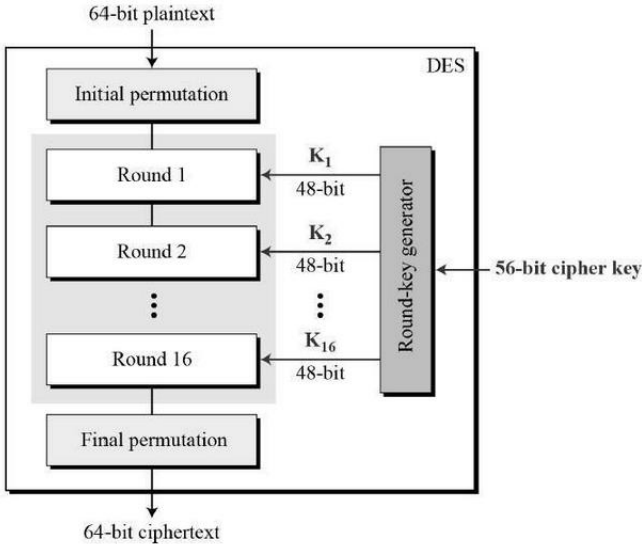 64-bit plaintext
DES
Initial permutation
Round 1
K1
48-bit
Round 2
K2
48-bit
Round-key generator
56-bit cipher key
Round 16
K16
48-bit
Final permutation
64-bit ciphertext